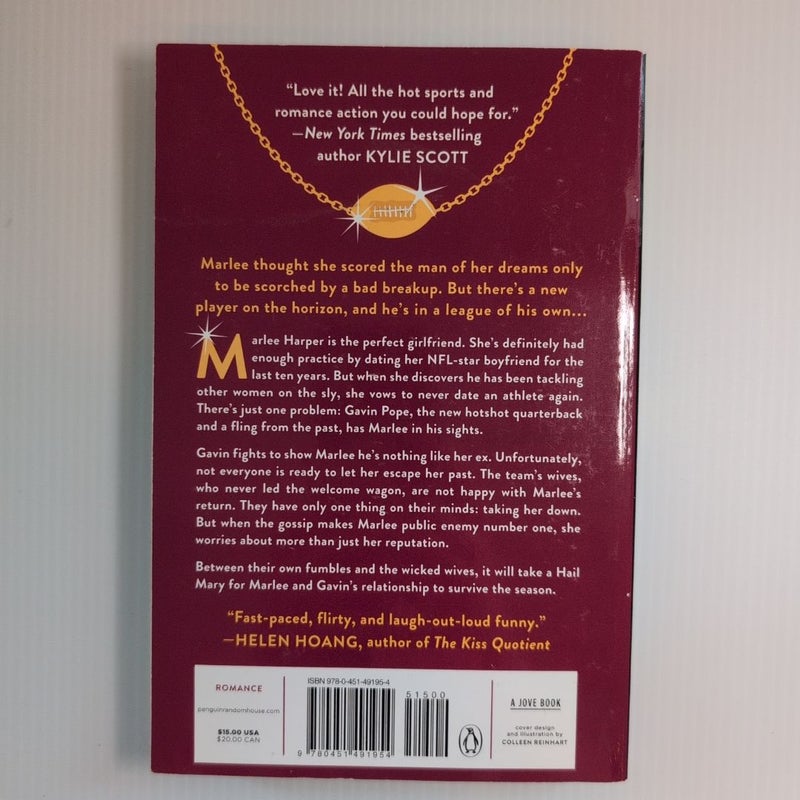 “Love it! All the hot sports and
romance action you could hope for.”
—New York Times bestselling
author KYLIE SCOTT
Marlee thought she scored the man of her dreams only
to be scorched by a bad breakup. But there’s a new
player on the horizon, and he’s in a league of his own...
Marlee Harper is the perfect girlfriend. She’s definitely had
enough practice by dating her NFL-star boyfriend for the
last ten years. But when she discovers he has been tackling
other women on the sly, she vows to never date an athlete again.
There’s just one problem: Gavin Pope, the new hotshot quarterback
and a fling from the past, has Marlee in his sights.
Gavin fights to show Marlee he’s nothing like her ex. Unfortunately,
not everyone is ready to let her escape her past. The team’s wives,
who never led the welcome wagon, are not happy with Marlee’s
return. They have only one thing on their minds: taking her down.
But when the gossip makes Marlee public enemy number one, she
worries about more than just her reputation.
Between their own fumbles and the wicked wives, it will take a Hail
Mary for Marlee and Gavin’s relationship to survive the season.
“Fast-paced, flirty, and laugh-out-loud funny.”
—HELEN HOANG, author of The Kiss Quotient
ROMANCE
penguinrandomhouse.com
$15.00 USA
$20.00 CAN
ISBN 978-0-451-49195-4
51500
9 780451 491954
A JOVE BOOK
cover design
and illustration by
COLLEEN REINHART